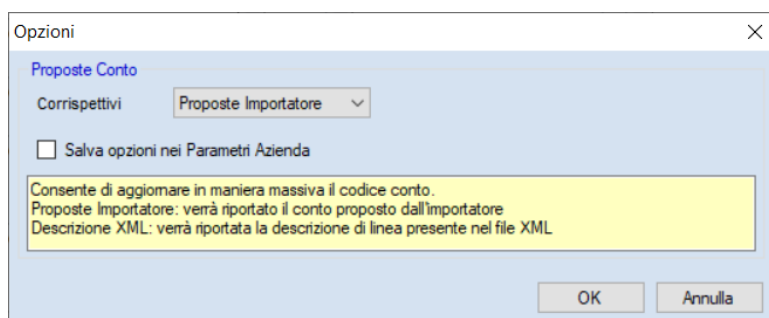 Opzioni
Proposte Conto
Corrispettivi Proposte Importatore
Salva opzioni nei Parametri Azienda
Consente di aggiornare in maniera massiva il codice conto.
Proposte Importatore: verrà riportato il conto proposto dall'importatore
Descrizione XML: verrà riportata la descrizione di linea presente nel file XML
OK Annulla